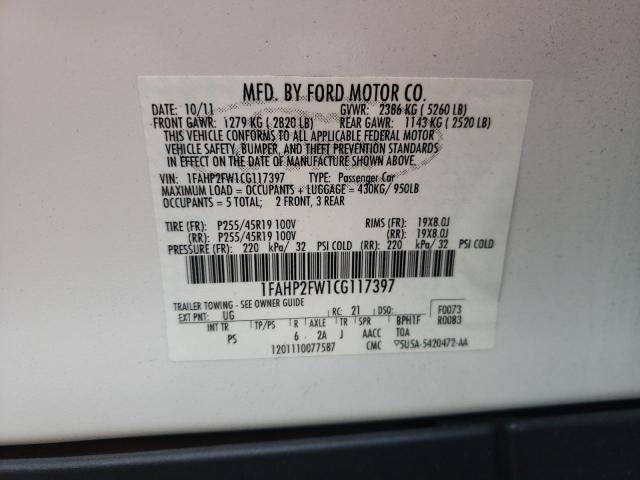 MFD. BY FORD MOTOR CO.
DATE: 10/11 GVWR: 2386 KG ( 5260 LB)
FRONT GAWR: 1279 KG ( 2820 LB) REAR GAWR: 1143 KG ( 2520 LB)
THIS VEHICLE CONFORMS TO ALL APPLICABLE FEDERAL MOTOR
VEHICLE SAFETY, BUMPER, AND THEFT PREVENTION STANDARDS
IN EFFECT ON THE DATE OF MANUFACTURE SHOWN ABOVE.
VIN: 1FAHP2FW1CG117397 TYPE: Passenger Car
MAXIMUM LOAD = OCCUPANTS + LUGGAGE = 430KG/ 950LB
OCCUPANTS = 5 TOTAL; 2 FRONT, 3 REAR
TIRE (FR): P255/45R19 100V RIMS (FR): 19X8.0J
(RR): P255/45R19 100V (RR): 19X8.0J
PRESSURE (FR): 220 kPa/ 32 PSI COLD (RR): 220 kPa/ 32 PSI COLD
1FAHP2FW1CG117397
TRAILER TOWING - SEE OWNER GUIDE
EXT PNT: UG RC: 21 DSO: F0073
INT TR TP/PS R AXLE TR SPR BPH1F R0083
PS 6 2A J AACC TOA
1201110077587 CMC ▽5U5A-5420472-AA